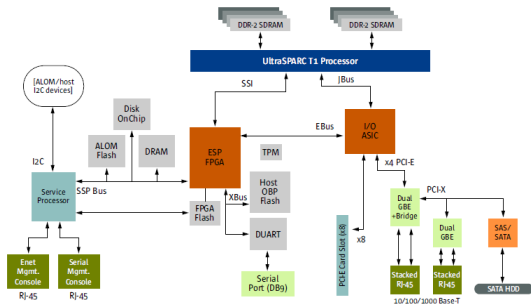 DDR-2 SDRAM
DDR-2 SDRAM
UltraSPARC T1 Processor
[ALOM/host
I2C devices]
SSI
JBus
Disk
OnChip
ALOM
Flash
DRAM
ESP
FPGA
EBus
TPM
I/O
ASIC
I2C
SSP Bus
XBus
Host
OBP
Flash
x4 PCI-E
PCI-X
Service
Processor
FPGA
Flash
DUART
PCI-E Card Slot (x8)
x8
Dual
GBE
+Bridge
Dual
GBE
SAS/
SATA
Enet
Mgmt.
Console
Serial
Mgmt.
Console
Serial
Port (DB9)
Stacked
RJ-45
Stacked
RJ-45
SATA HDD
RJ-45
RJ-45
10/100/1000 Base-T